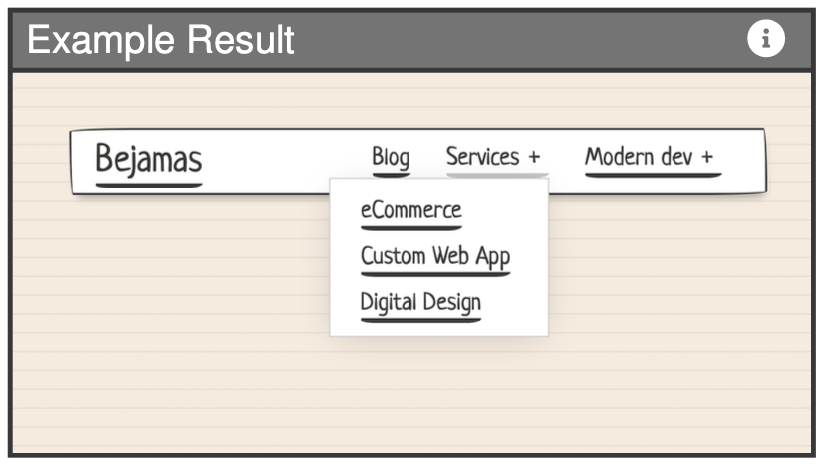 Example Result
Bejamas Blog Services + Modern dev +
eCommerce
Custom Web App
Digital Design